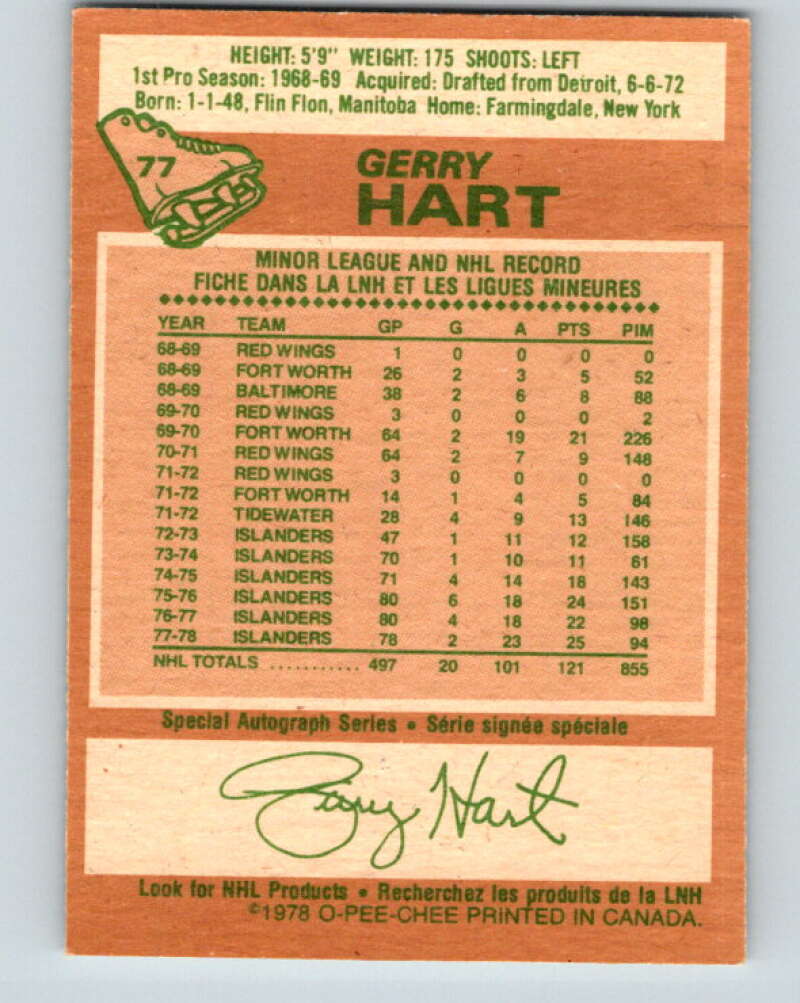 HEIGHT: 5'9" WEIGHT: 175 SHOOTS: LEFT
1st Pro Season: 1968-69 Acquired: Drafted from Detroit, 6-6-72
Born: 1-1-48, Flin Flon, Manitoba Home: Farmingdale, New York
77
GERRY
HART
MINOR LEAGUE AND NHL RECORD
FICHE DANS LA LNH ET LES LIGUES MINEURES
YEAR TEAM GP G A PTS PIM
68-69 RED WINGS 1 0 0 0 0
68-69 FORT WORTH 26 2 3 5 52
68-69 BALTIMORE 38 2 6 8 88
69-70 RED WINGS 3 0 0 0 2
69-70 FORT WORTH 64 2 19 21 226
70-71 RED WINGS 64 2 7 9 148
71-72 RED WINGS 3 0 0 0 0
71-72 FORT WORTH 14 1 4 5 84
71-72 TIDEWATER 28 4 9 13 146
72-73 ISLANDERS 47 1 11 12 158
73-74 ISLANDERS 70 1 10 11 61
74-75 ISLANDERS 71 4 14 18 143
75-76 ISLANDERS 80 6 18 24 151
76-77 ISLANDERS 80 4 18 22 98
77-78 ISLANDERS 78 2 23 25 94
NHL TOTALS ........... 497 20 101 121 855
Special Autograph Series • Série signée spéciale
Gerry Hart
Look for NHL Products • Recherchez les produits de la LNH
©1978 O-PEE-CHEE PRINTED IN CANADA.